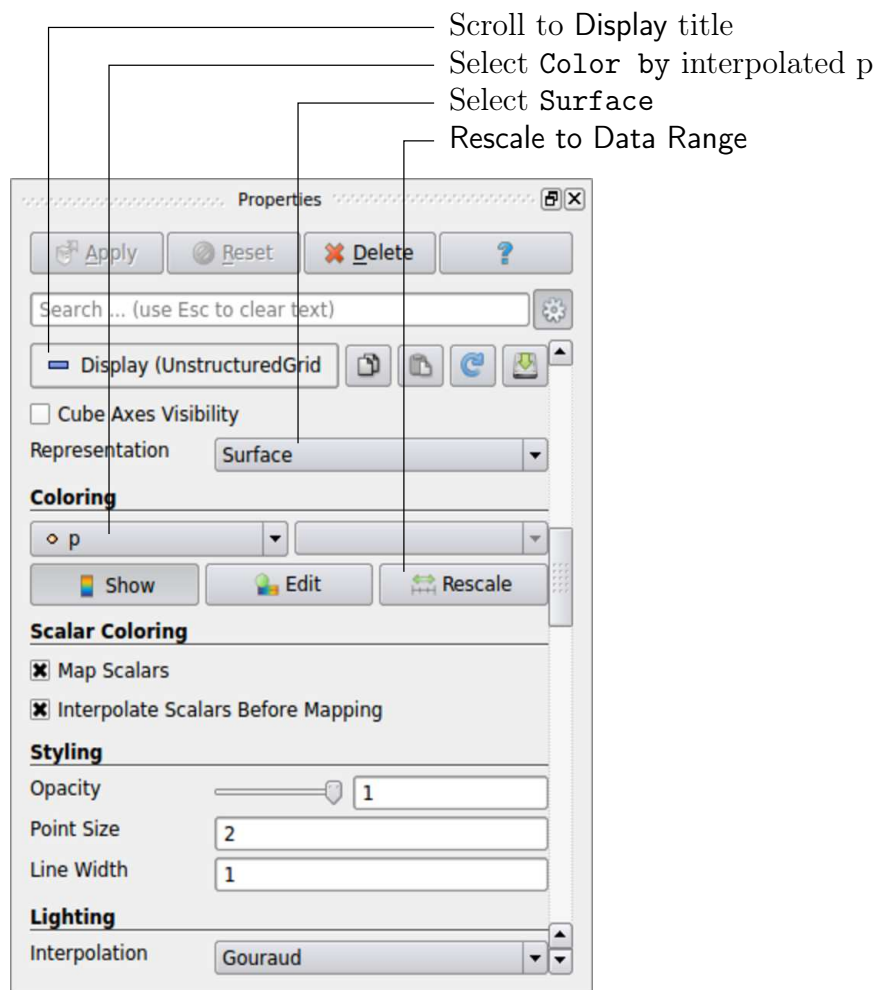 Scroll to Display title
Select Color by interpolated p
Select Surface
Rescale to Data Range
Properties
Apply Reset Delete ?
Search ... (use Esc to clear text)
Display (UnstructuredGrid
Cube Axes Visibility
Representation Surface
Coloring
p
Show Edit Rescale
Scalar Coloring
Map Scalars
Interpolate Scalars Before Mapping
Styling
Opacity 1
Point Size 2
Line Width 1
Lighting
Interpolation Gouraud